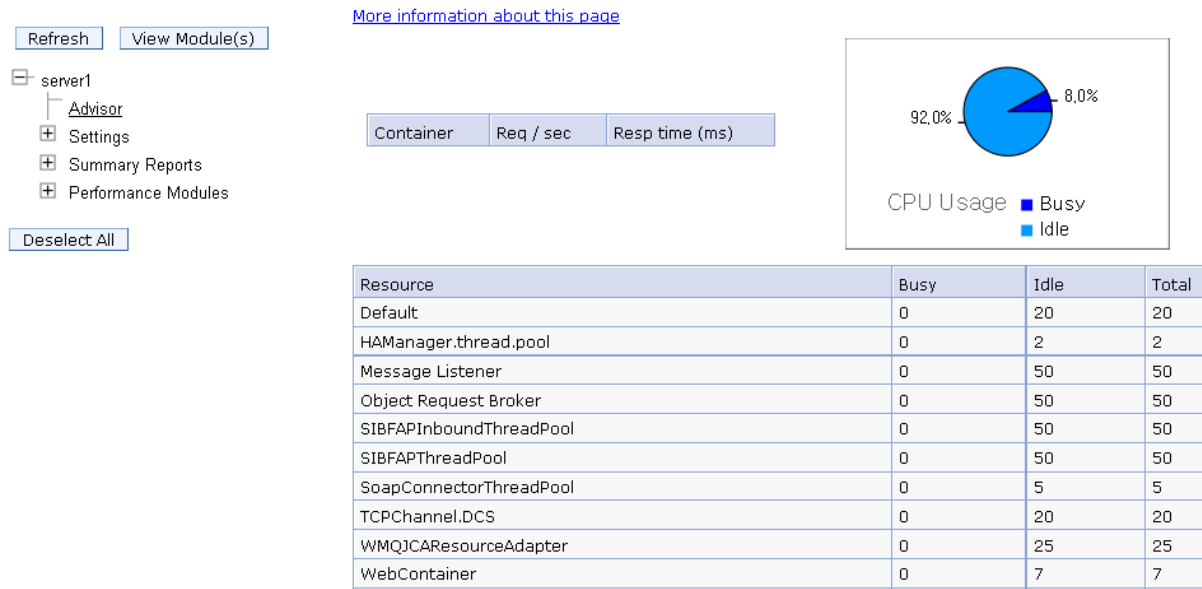 More information about this page
Refresh View Module(s)
server1
Advisor
Settings
Summary Reports
Performance Modules
Deselect All
Container Req / sec Resp time (ms)
92,0% 8,0%
CPU Usage Busy
Idle
Resource Busy Idle Total
Default 0 20 20
HAManager.thread.pool 0 2 2
Message Listener 0 50 50
Object Request Broker 0 50 50
SIBFAPInboundThreadPool 0 50 50
SIBFAPThreadPool 0 50 50
SoapConnectorThreadPool 0 5 5
TCPChannel.DCS 0 20 20
WMQJCAResourceAdapter 0 25 25
WebContainer 0 7 7